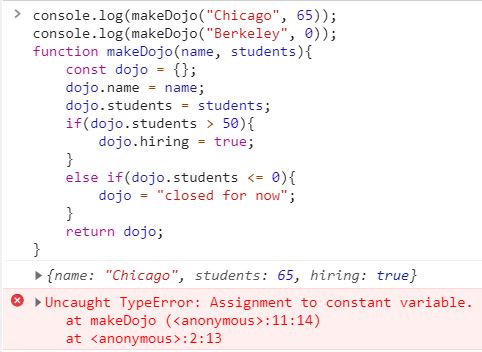 console.log(makeDojo("Chicago", 65));
console.log(makeDojo("Berkeley", 0));
function makeDojo(name, students){
    const dojo = {};
    dojo.name = name;
    dojo.students = students;
    if(dojo.students > 50){
        dojo.hiring = true;
    }
    else if(dojo.students <= 0){
        dojo = "closed for now";
    }
    return dojo;
}
{name: "Chicago", students: 65, hiring: true}
Uncaught TypeError: Assignment to constant variable.
    at makeDojo (<anonymous>:11:14)
    at <anonymous>:2:13